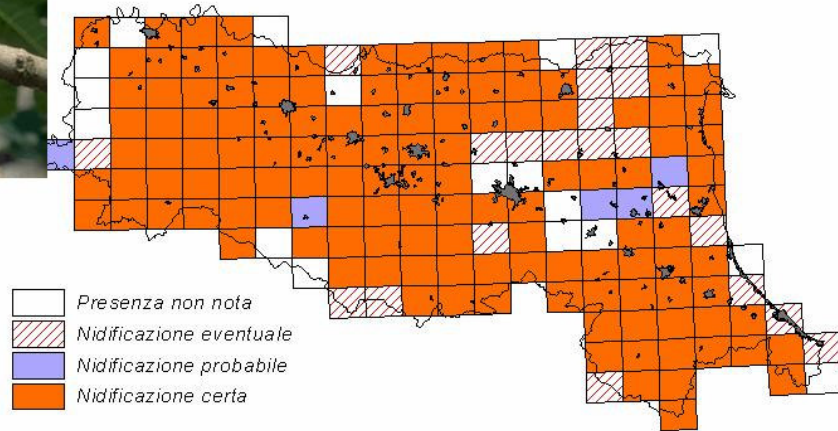 Presenza non nota
Nidificazione eventuale
Nidificazione probabile
Nidificazione certa